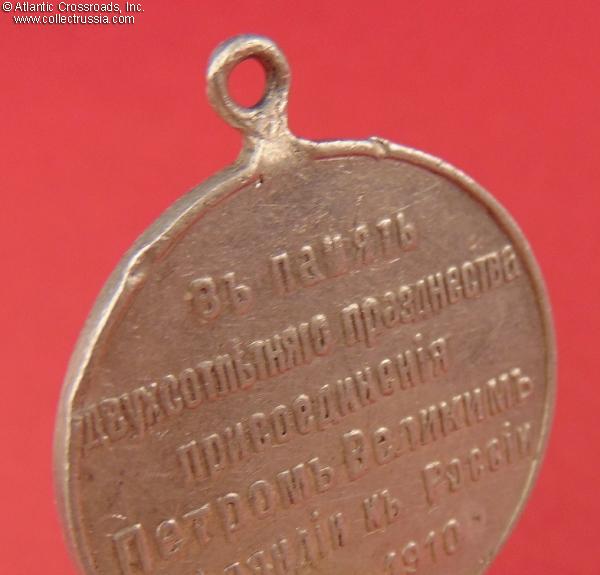 © Atlantic Crossroads, Inc.
www.collectrussia.com
Въ память
двухсотлѣтняго празднества
присоединенія
Петромъ Великимъ
къ Россіи
1910